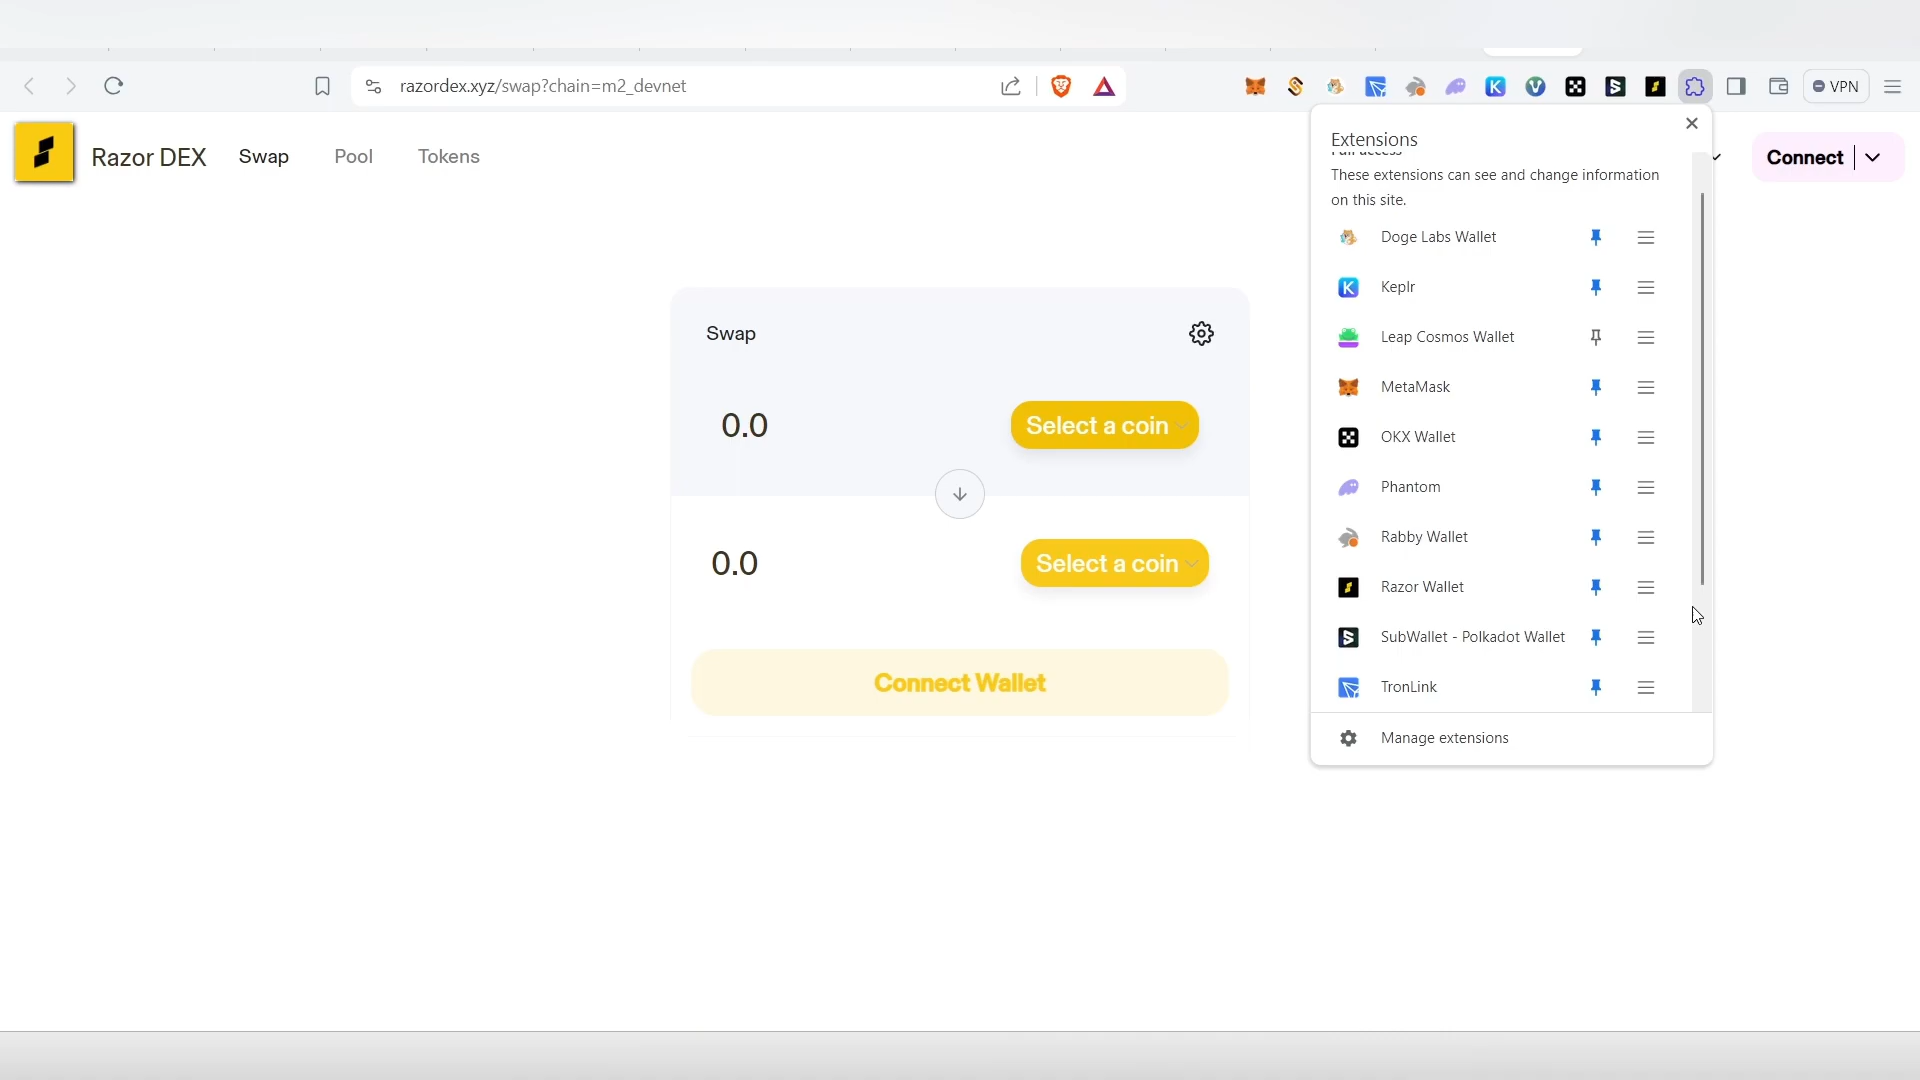 razordex.xyz/swap?chain=m2_devnet
VPN
Razor DEX
Swap
Pool
Tokens
Connect
Extensions
Full access
These extensions can see and change information
on this site.
Doge Labs Wallet
Keplr
Leap Cosmos Wallet
MetaMask
OKX Wallet
Phantom
Rabby Wallet
Razor Wallet
SubWallet - Polkadot Wallet
TronLink
Manage extensions
Swap
0.0
Select a coin
0.0
Select a coin
Connect Wallet